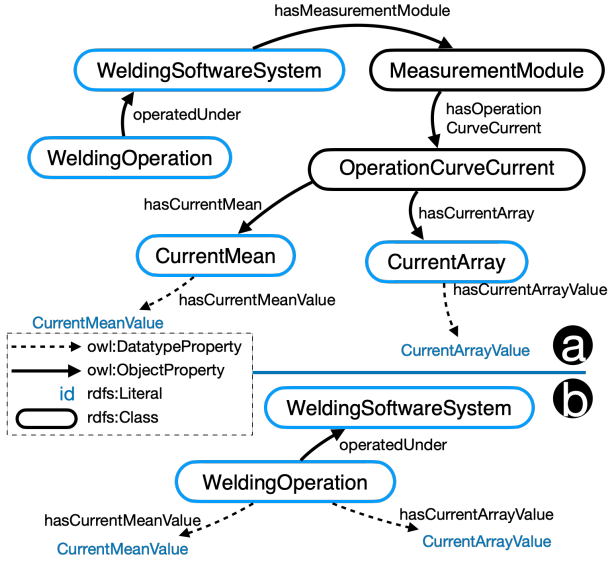 hasMeasurementModule
WeldingSoftwareSystem
MeasurementModule
operatedUnder
hasOperation
CurveCurrent
WeldingOperation
OperationCurveCurrent
hasCurrentMean
hasCurrentArray
CurrentMean
CurrentArray
hasCurrentMeanValue
hasCurrentArrayValue
CurrentMeanValue
CurrentArrayValue
a
owl:DatatypeProperty
owl:ObjectProperty
id rdfs:Literal
rdfs:Class
b
WeldingSoftwareSystem
operatedUnder
WeldingOperation
hasCurrentMeanValue
hasCurrentArrayValue
CurrentMeanValue
CurrentArrayValue